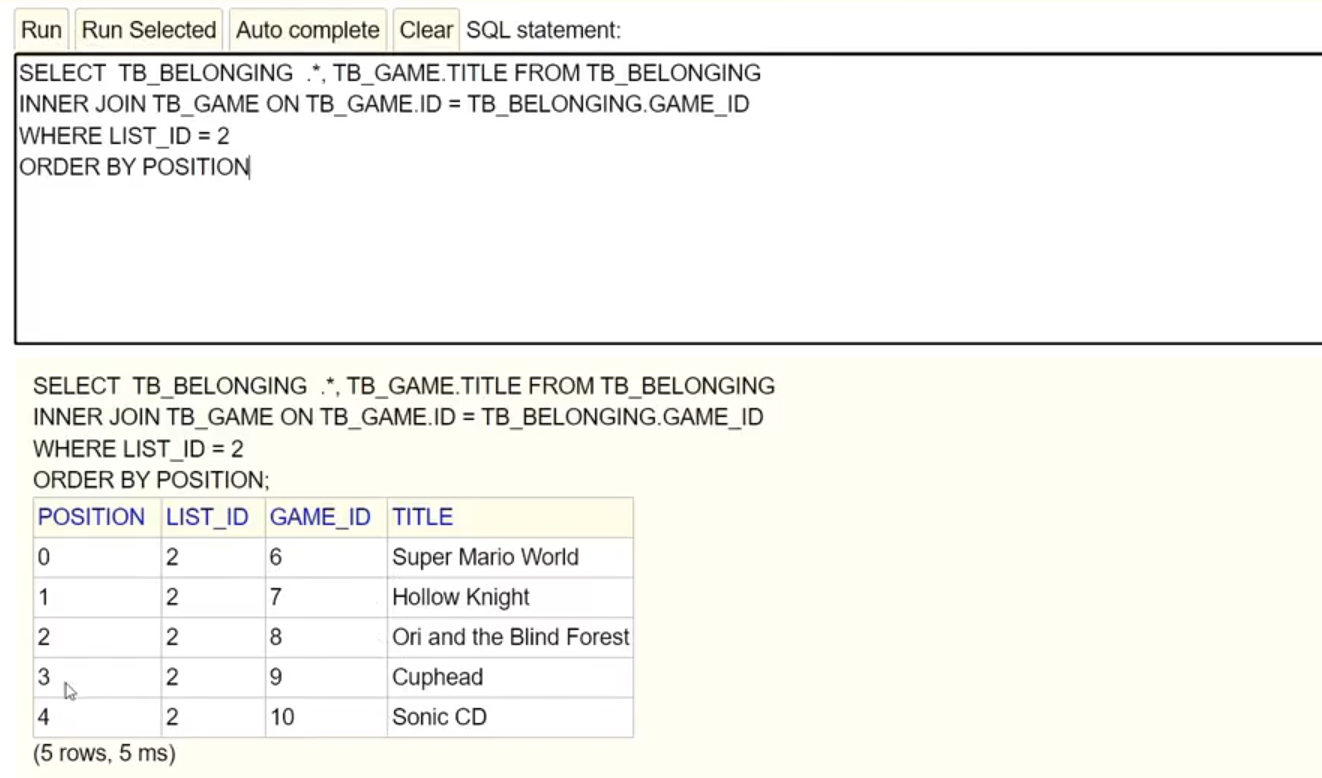 Run Run Selected Auto complete Clear SQL statement:
SELECT  TB_BELONGING  .*, TB_GAME.TITLE FROM TB_BELONGING
INNER JOIN TB_GAME ON TB_GAME.ID = TB_BELONGING.GAME_ID
WHERE LIST_ID = 2
ORDER BY POSITION
SELECT  TB_BELONGING  .*, TB_GAME.TITLE FROM TB_BELONGING
INNER JOIN TB_GAME ON TB_GAME.ID = TB_BELONGING.GAME_ID
WHERE LIST_ID = 2
ORDER BY POSITION;
POSITION LIST_ID GAME_ID TITLE
0 2 6 Super Mario World
1 2 7 Hollow Knight
2 2 8 Ori and the Blind Forest
3 2 9 Cuphead
4 2 10 Sonic CD
(5 rows, 5 ms)